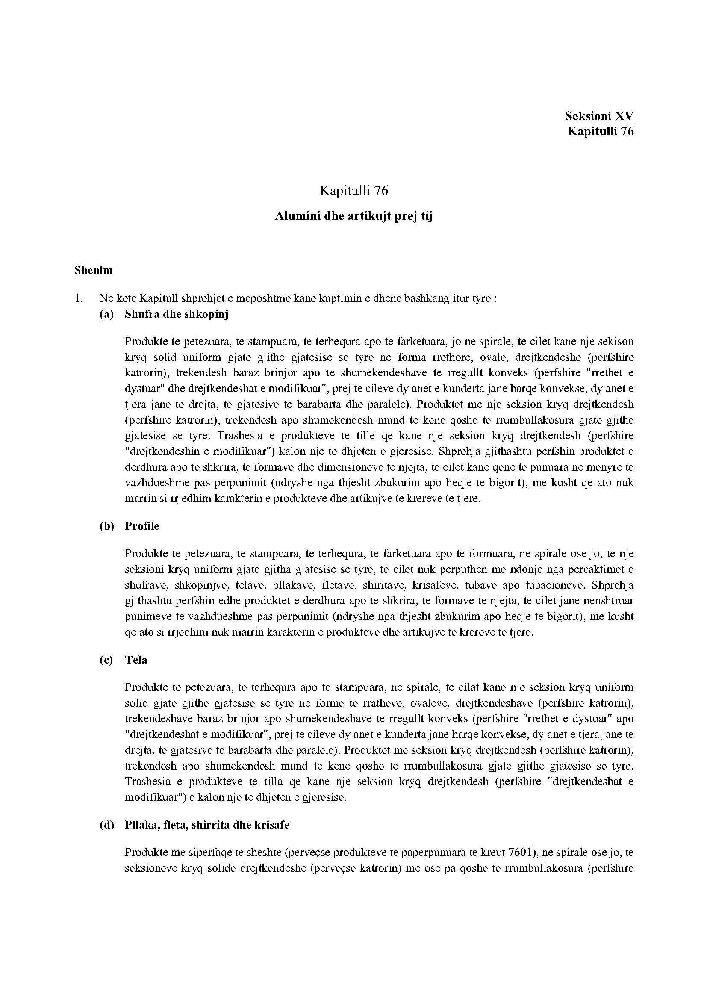 Seksioni XV
Kapitulli 76
Kapitulli 76
Alumini dhe artikujt prej tij
Shenim
1. Ne kete Kapitull shprehjet e meposhtme kane kuptimin e dhene bashkangjitur tyre :
(a) Shufra dhe shkopinj
Produkte te petezuara, te stampuara, te terhequra apo te farketuara, jo ne spirale, te cilet kane nje sekison
kryq solid uniform gjate gjithe gjatesise se tyre ne forma rrethore, ovale, drejtkendeshe (perfshire
katrorin), trekendesh baraz brinjor apo te shumekendeshave te rregullt konveks (perfshire "rrethet e
dystuar" dhe drejtkendeshat e modifikuar", prej te cileve dy anet e kunderta jane harqe konvekse, dy anet e
tjera jane te drejta, te gjatesive te barabarta dhe paralele). Produktet me nje seksion kryq drejtkendesh
(perfshire katrorin), trekendesh apo shumekendesh mund te kene qoshe te rrumbullakosura gjate gjithe
gjatesise se tyre. Trashesia e produkteve te tille qe kane nje seksion kryq drejtkendesh (perfshire
"drejtkendeshin e modifikuar") kalon nje te dhjeten e gjeresise. Shprehja gjithashtu perfshin produktet e
derdhura apo te shkrira, te formave dhe dimensioneve te njejta, te cilet kane qene te punuara ne menyre te
vazhdueshme pas perpunimit (ndryshe nga thjesht zbukurim apo heqje te bigorit), me kusht qe ato nuk
marrin si rrjedhim karakterin e produkteve dhe artikujve te krereve te tjere.
(b) Profile
Produkte te petezuara, te stampuara, te terhequra, te farketuara apo te formuara, ne spirale ose jo, te nje
seksioni kryq uniform gjate gjitha gjatesise se tyre, te cilet nuk perputhen me ndonje nga percaktimet e
shufrave, shkopinjve, telave, pllakave, fletave, shiritave, krisafeve, tubave apo tubacioneve. Shprehja
gjithashtu perfshin edhe produktet e derdhura apo te shkrira, te formave te njejta, te cilet jane nenshtruar
punimeve te vazhdueshme pas perpunimit (ndryshe nga thjesht zbukurim apo heqje te bigorit), me kusht
qe ato si rrjedhim nuk marrin karakterin e produkteve dhe artikujve te krereve te tjere.
(c) Tela
Produkte te petezuara, te terhequra apo te stampuara, ne spirale, te cilat kane nje seksion kryq uniform
solid gjate gjithe gjatesise se tyre ne forme te rratheve, ovaleve, drejtkendeshave (perfshire katrorin),
trekendeshave baraz brinjor apo shumekendeshave te rregullt konveks (perfshire "rrethet e dystuar" apo
"drejtkendeshat e modifikuar", prej te cileve dy anet e kunderta jane harqe konvekse, dy anet e tjera jane te
drejta, te gjatesive te barabarta dhe paralele). Produktet me seksion kryq drejtkendesh (perfshire katrorin),
trekendesh apo shumekendesh mund te kene qoshe te rrumbullakosura gjate gjithe gjatesise se tyre.
Trashesia e produkteve te tilla qe kane nje seksion kryq drejtkendesh (perfshire "drejtkendeshat e
modifikuar") e kalon nje te dhjeten e gjeresise.
(d) Pllaka, fleta, shirrita dhe krisafe
Produkte me siperfaqe te sheshte (perveçse produkteve te paperpunuara te kreut 7601), ne spirale ose jo, te
seksioneve kryq solide drejtkendeshe (perveçse katrorin) me ose pa qoshe te rrumbullakosura (perfshire